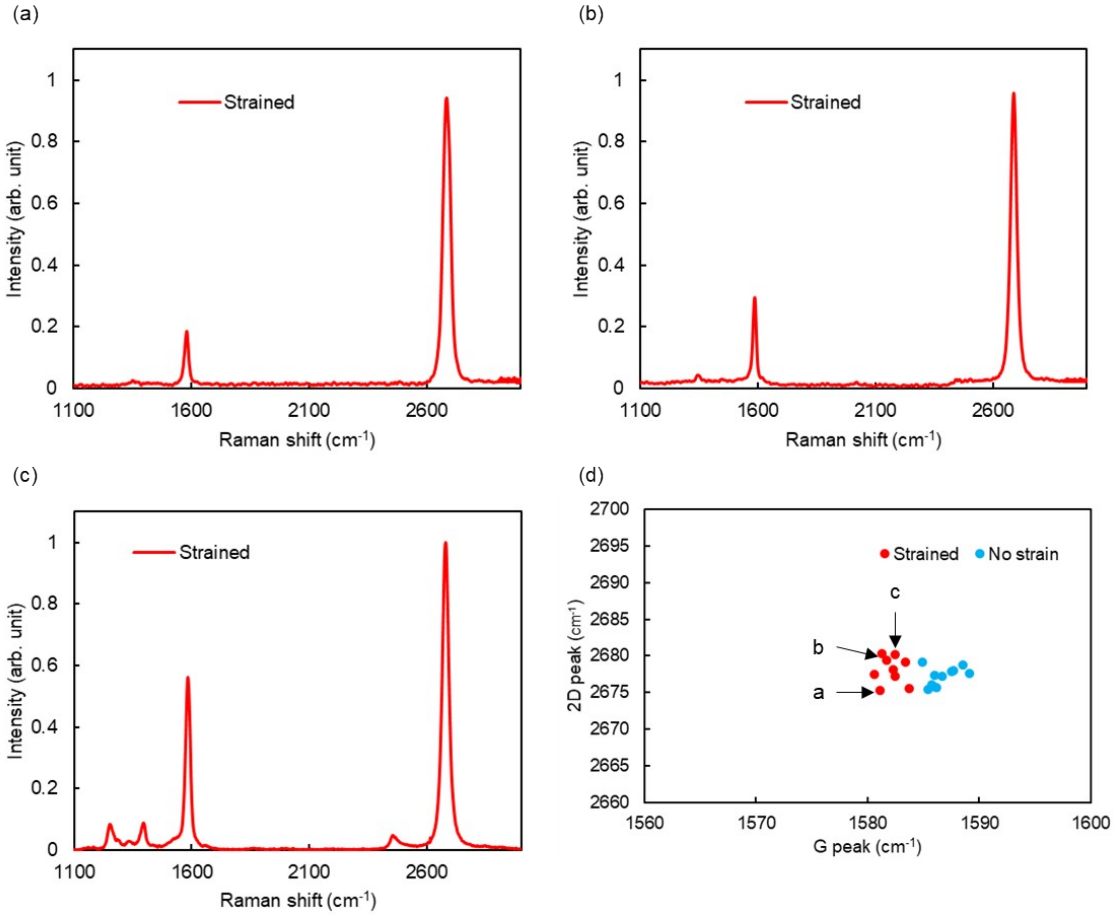 (a)
1
0.8
0.6
0.4
0.2
0
Intensity (arb. unit)
Strained
1100 1600 2100 2600
Raman shift (cm-1)
(b)
1
0.8
0.6
0.4
0.2
0
Intensity (arb. unit)
Strained
1100 1600 2100 2600
Raman shift (cm-1)
(c)
1
0.8
0.6
0.4
0.2
0
Intensity (arb. unit)
Strained
1100 1600 2100 2600
Raman shift (cm-1)
(d)
2700
2695
2690
2685
2680
2675
2670
2665
2660
2D peak (cm-1)
Strained No strain
c
b
a
1560 1570 1580 1590 1600
G peak (cm-1)